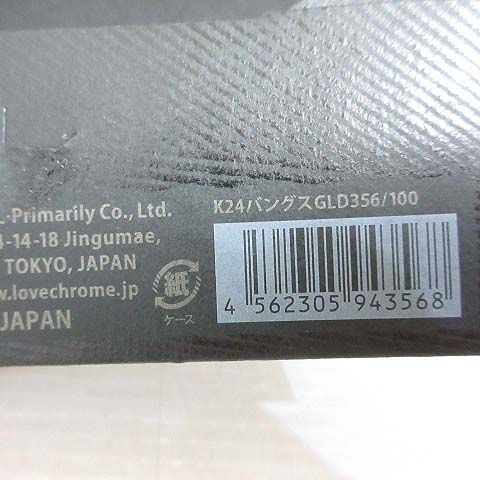 L-Primarily Co., Ltd.
4-14-18 Jingumae,
TOKYO, JAPAN
w.lovechrome.jp
JAPAN
紙
ケース
K24バングスGLD356/100
4 562305 943568